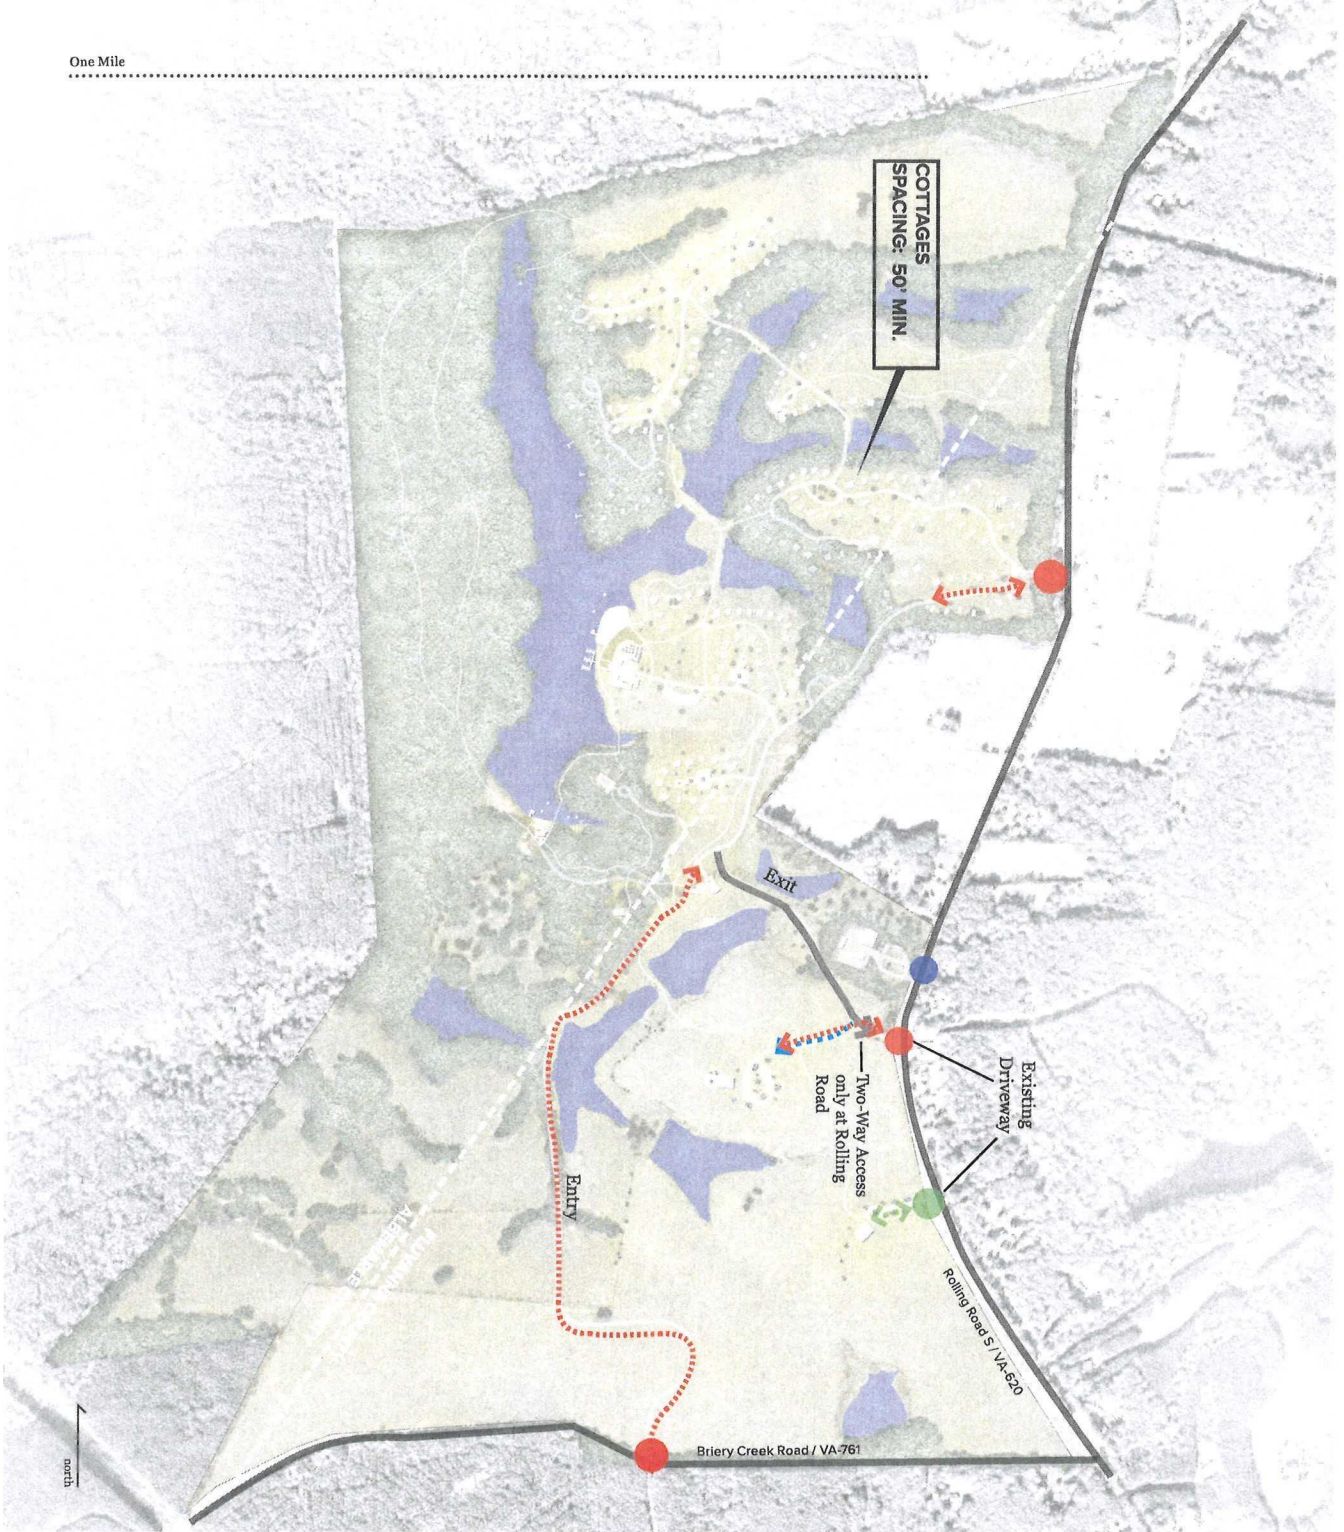 One Mile
COTTAGES
SPACING: 50' MIN.
Exit
Existing
Driveway
Two-Way Access
only at Rolling
Road
Entry
Rolling Road S / VA-620
Briery Creek Road / VA-761
north